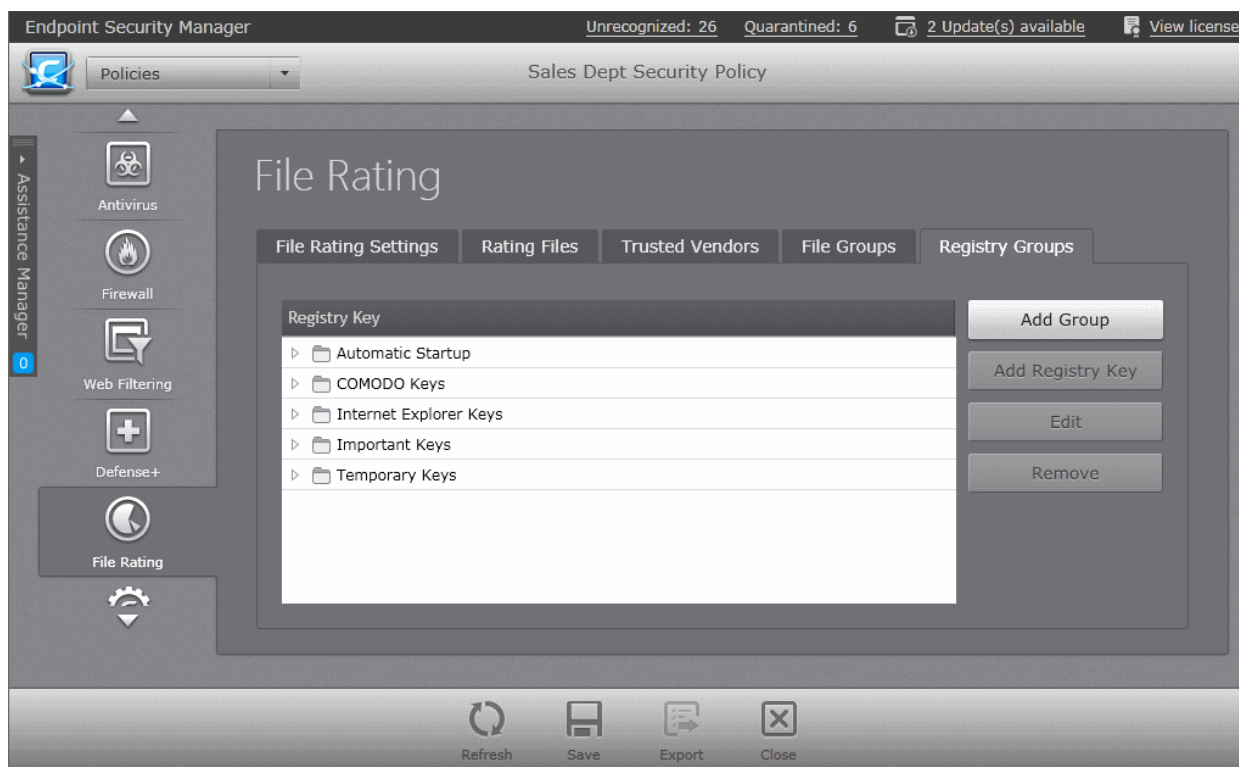 Endpoint Security Manager
Unrecognized: 26
Quarantined: 6
2 Update(s) available
View license
Policies
Sales Dept Security Policy
Assistance Manager
0
Antivirus
Firewall
Web Filtering
Defense+
File Rating
File Rating
File Rating Settings
Rating Files
Trusted Vendors
File Groups
Registry Groups
Registry Key
Automatic Startup
COMODO Keys
Internet Explorer Keys
Important Keys
Temporary Keys
Add Group
Add Registry Key
Edit
Remove
Refresh
Save
Export
Close